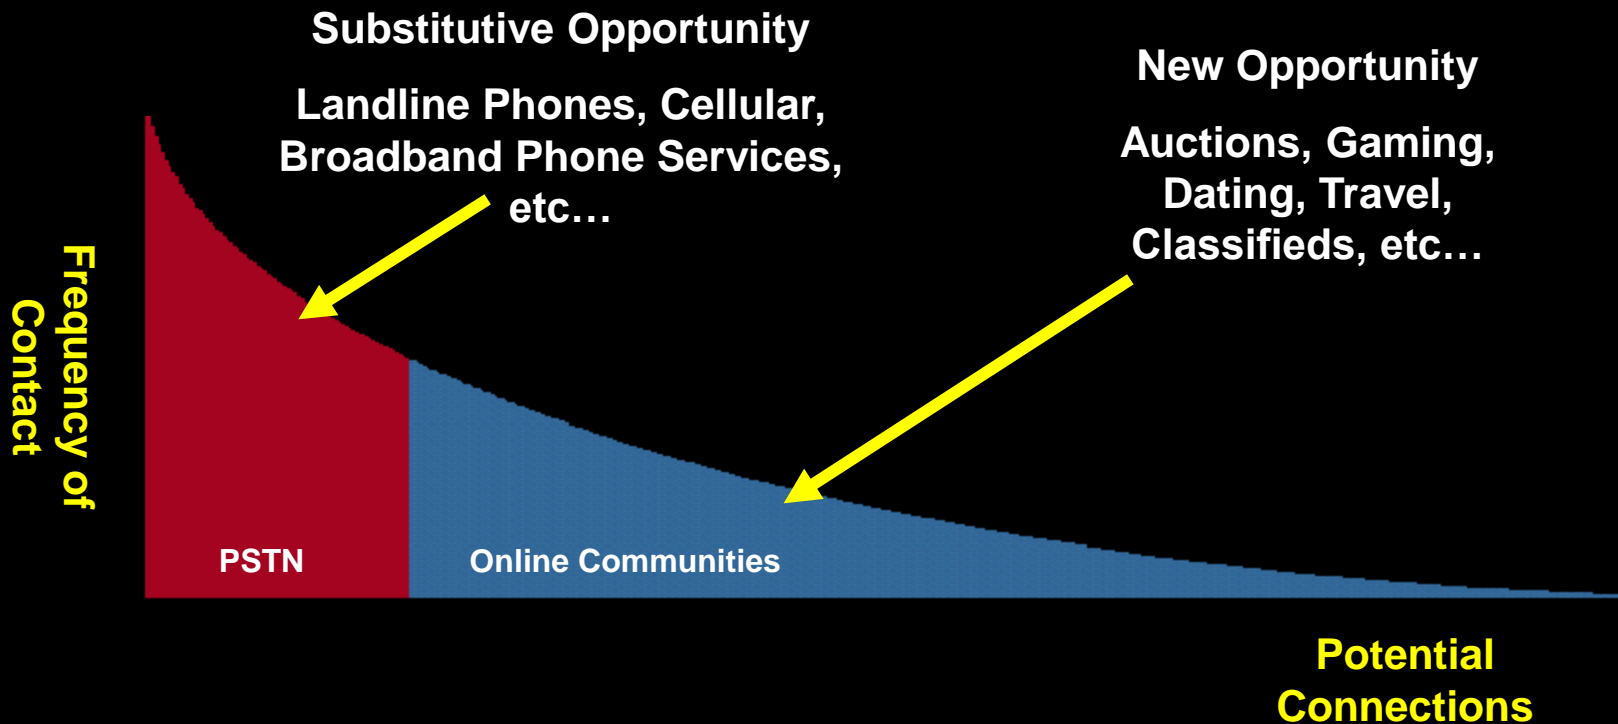 Substitutive Opportunity
Landline Phones, Cellular,
Broadband Phone Services,
etc…
New Opportunity
Auctions, Gaming,
Dating, Travel,
Classifieds, etc…
Frequency of
Contact
PSTN
Online Communities
Potential
Connections